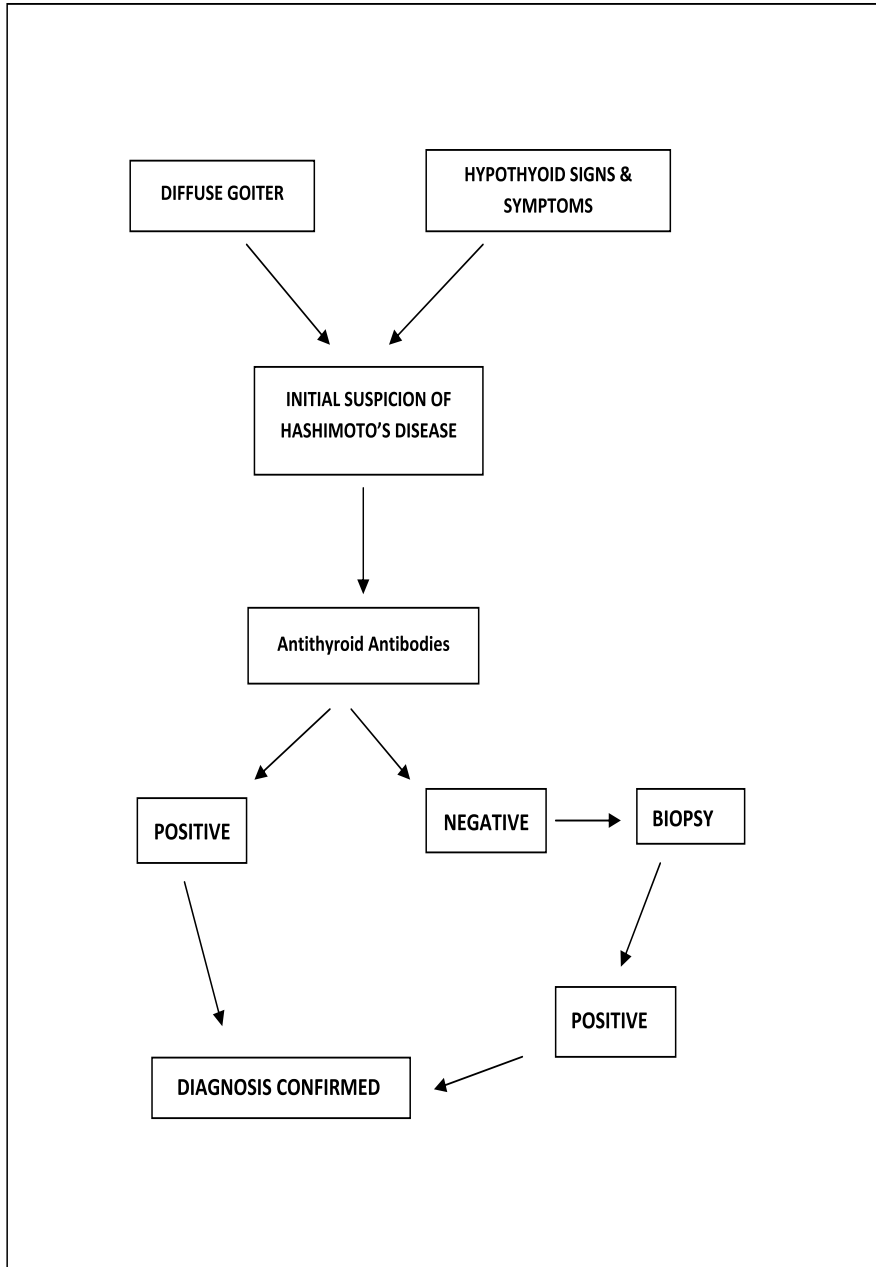 DIFFUSE GOITER
HYPOTHYOID SIGNS &
SYMPTOMS
INITIAL SUSPICION OF
HASHIMOTO’S DISEASE
Antithyroid Antibodies
POSITIVE
NEGATIVE
BIOPSY
POSITIVE
DIAGNOSIS CONFIRMED